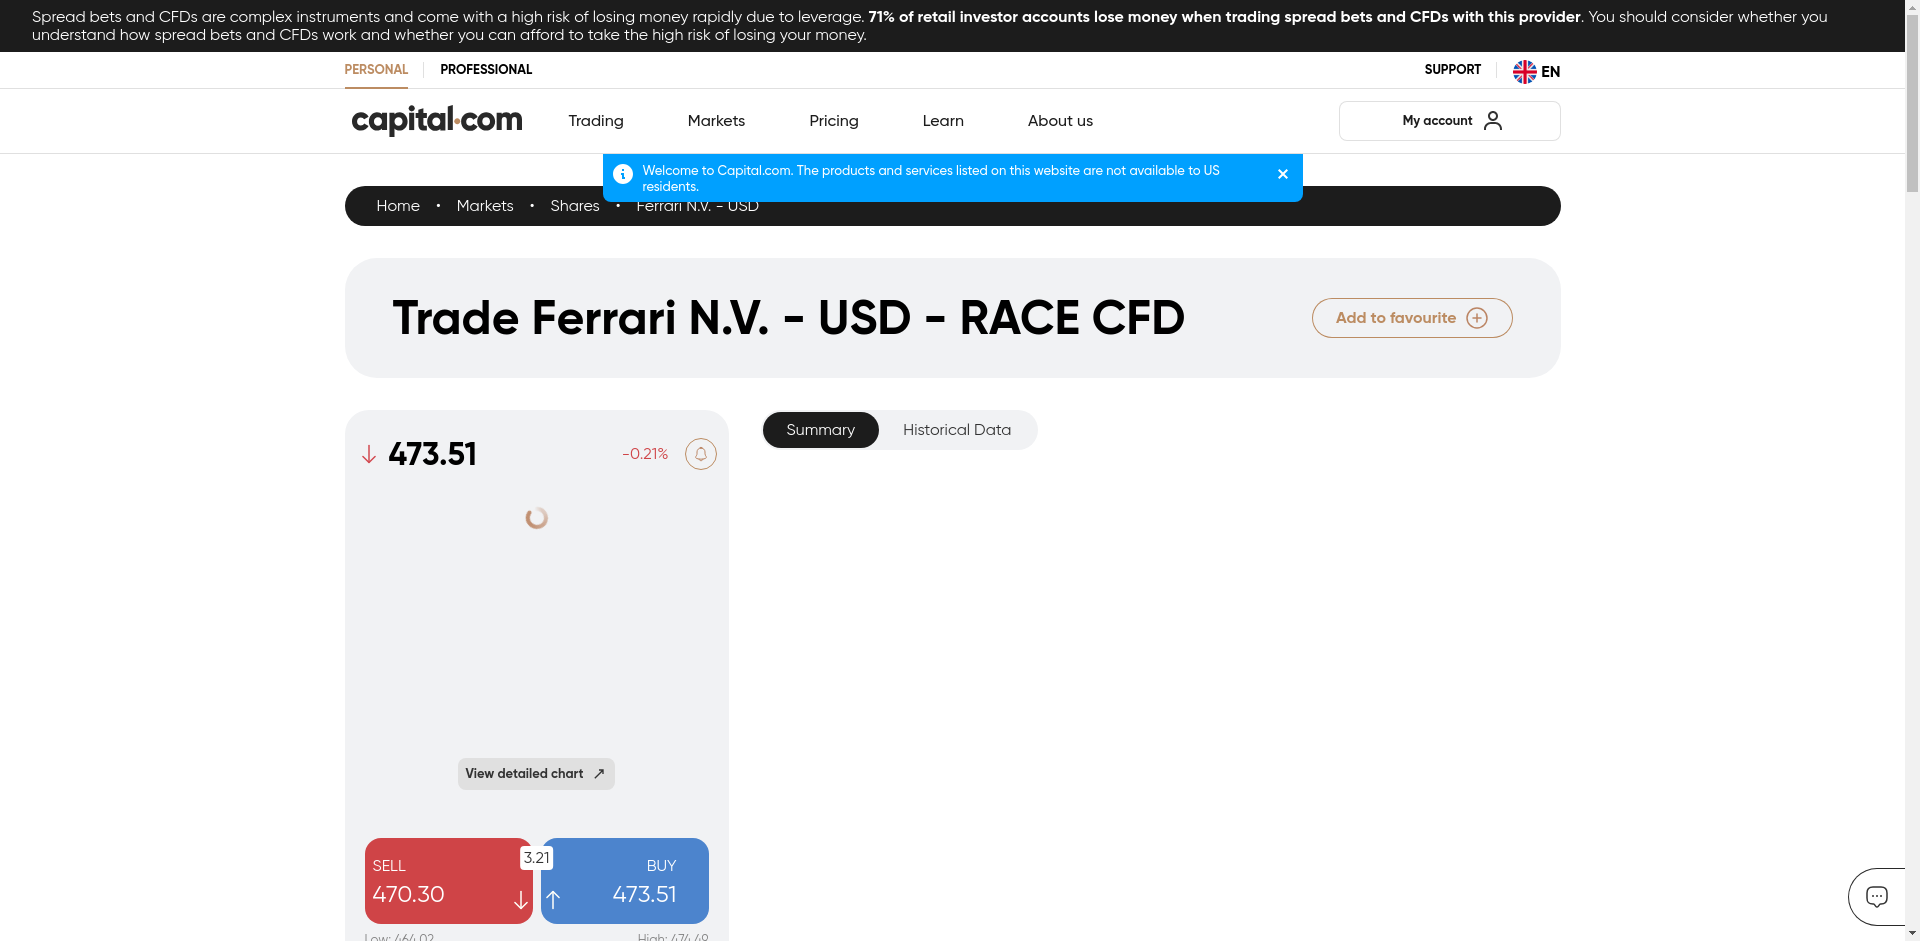 Spread bets and CFDs are complex instruments and come with a high risk of losing money rapidly due to leverage. 71% of retail investor accounts lose money when trading spread bets and CFDs with this provider. You should consider whether you
understand how spread bets and CFDs work and whether you can afford to take the high risk of losing your money.
PERSONAL PROFESSIONAL SUPPORT EN
capital.com Trading Markets Pricing Learn About us My account
Welcome to Capital.com. The products and services listed on this website are not available to US
residents.
Home • Markets • Shares • Ferrari N.V. - USD
Trade Ferrari N.V. - USD - RACE CFD Add to favourite
473.51 -0.21% Summary Historical Data
View detailed chart
3.21
SELL BUY
470.30 473.51
Low: 464.02 High: 474.49